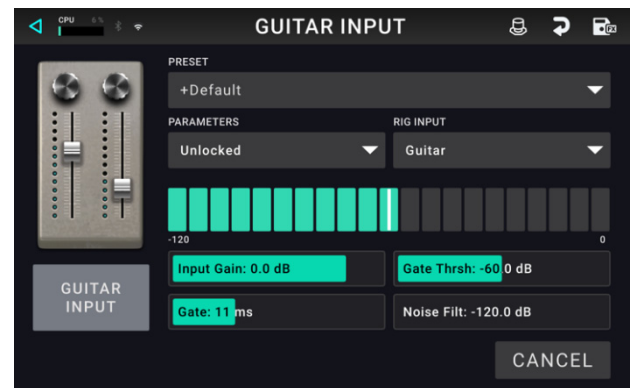 CPU 6%
GUITAR INPUT
PRESET
+Default
PARAMETERS
RIG INPUT
Unlocked
Guitar
-120
0
Input Gain: 0.0 dB
Gate Thrsh: -60.0 dB
Gate: 11 ms
Noise Filt: -120.0 dB
GUITAR
INPUT
CANCEL